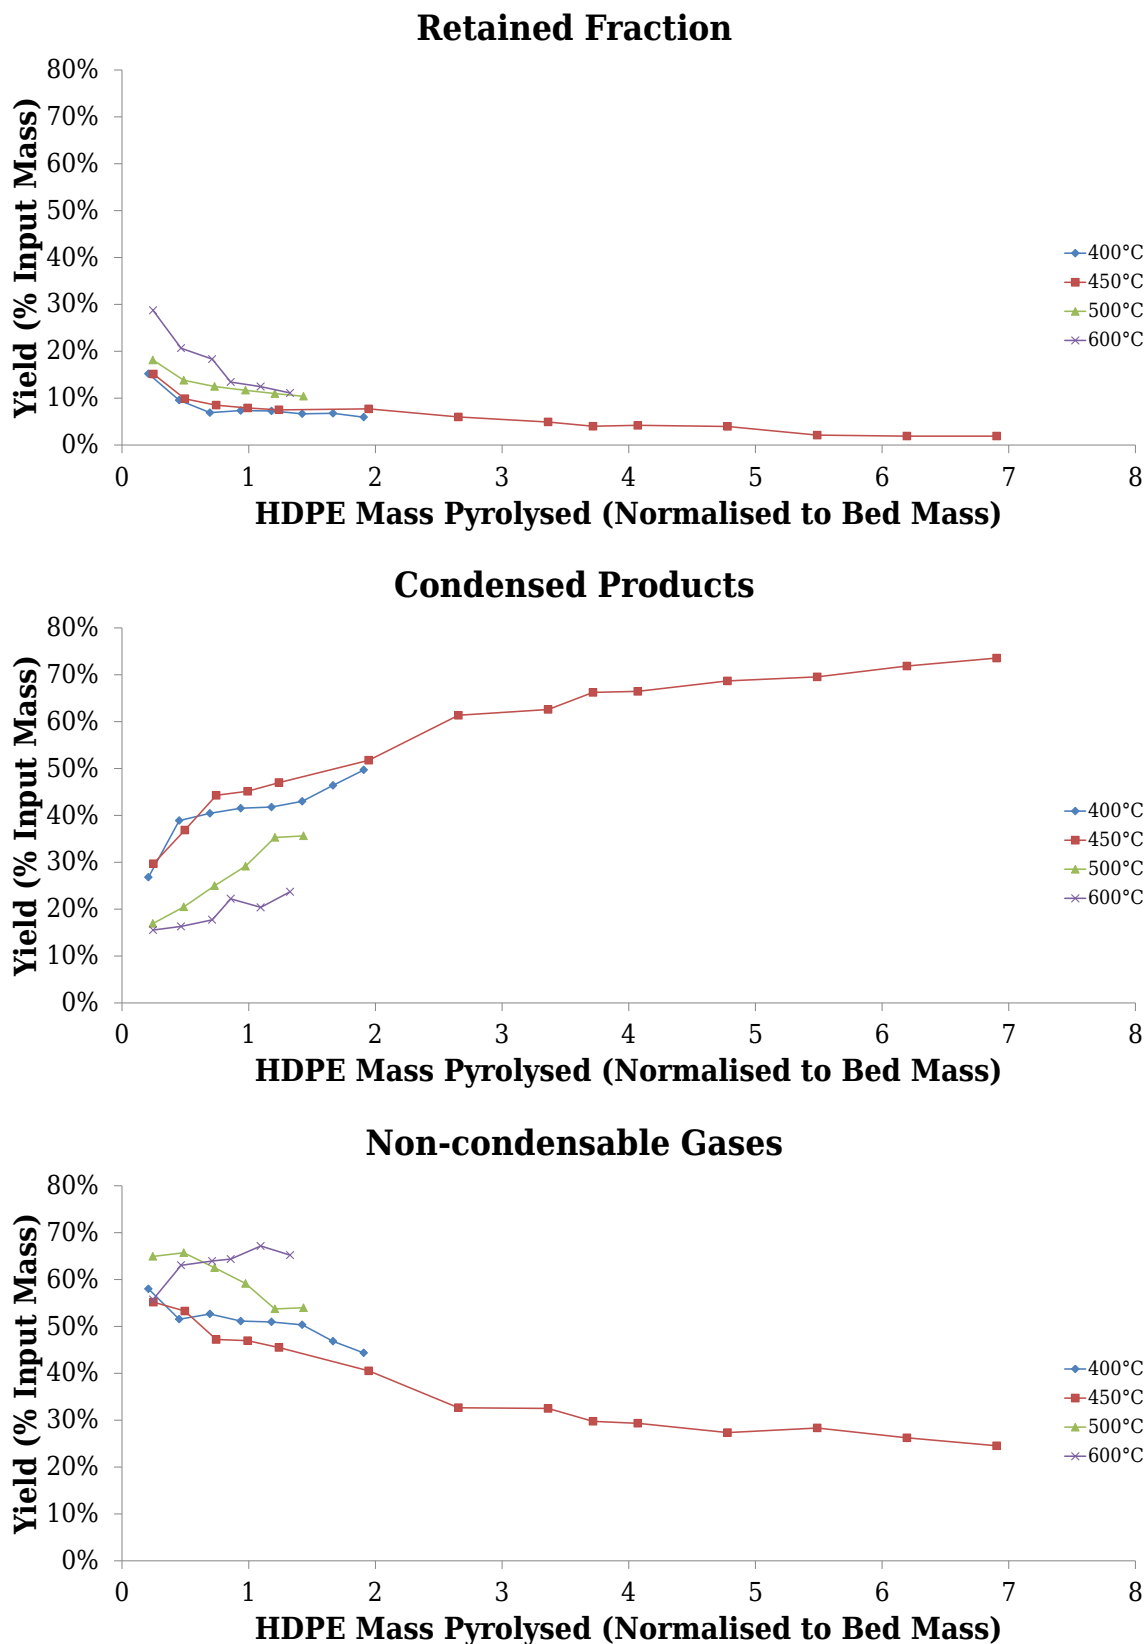 Retained Fraction
80%
70%
60%
50%
40%
30%
20%
10%
0%
Yield (% Input Mass)
0 1 2 3 4 5 6 7 8
HDPE Mass Pyrolysed (Normalised to Bed Mass)
400°C
450°C
500°C
600°C
Condensed Products
80%
70%
60%
50%
40%
30%
20%
10%
0%
Yield (% Input Mass)
0 1 2 3 4 5 6 7 8
HDPE Mass Pyrolysed (Normalised to Bed Mass)
400°C
450°C
500°C
600°C
Non-condensable Gases
80%
70%
60%
50%
40%
30%
20%
10%
0%
Yield (% Input Mass)
0 1 2 3 4 5 6 7 8
HDPE Mass Pyrolysed (Normalised to Bed Mass)
400°C
450°C
500°C
600°C